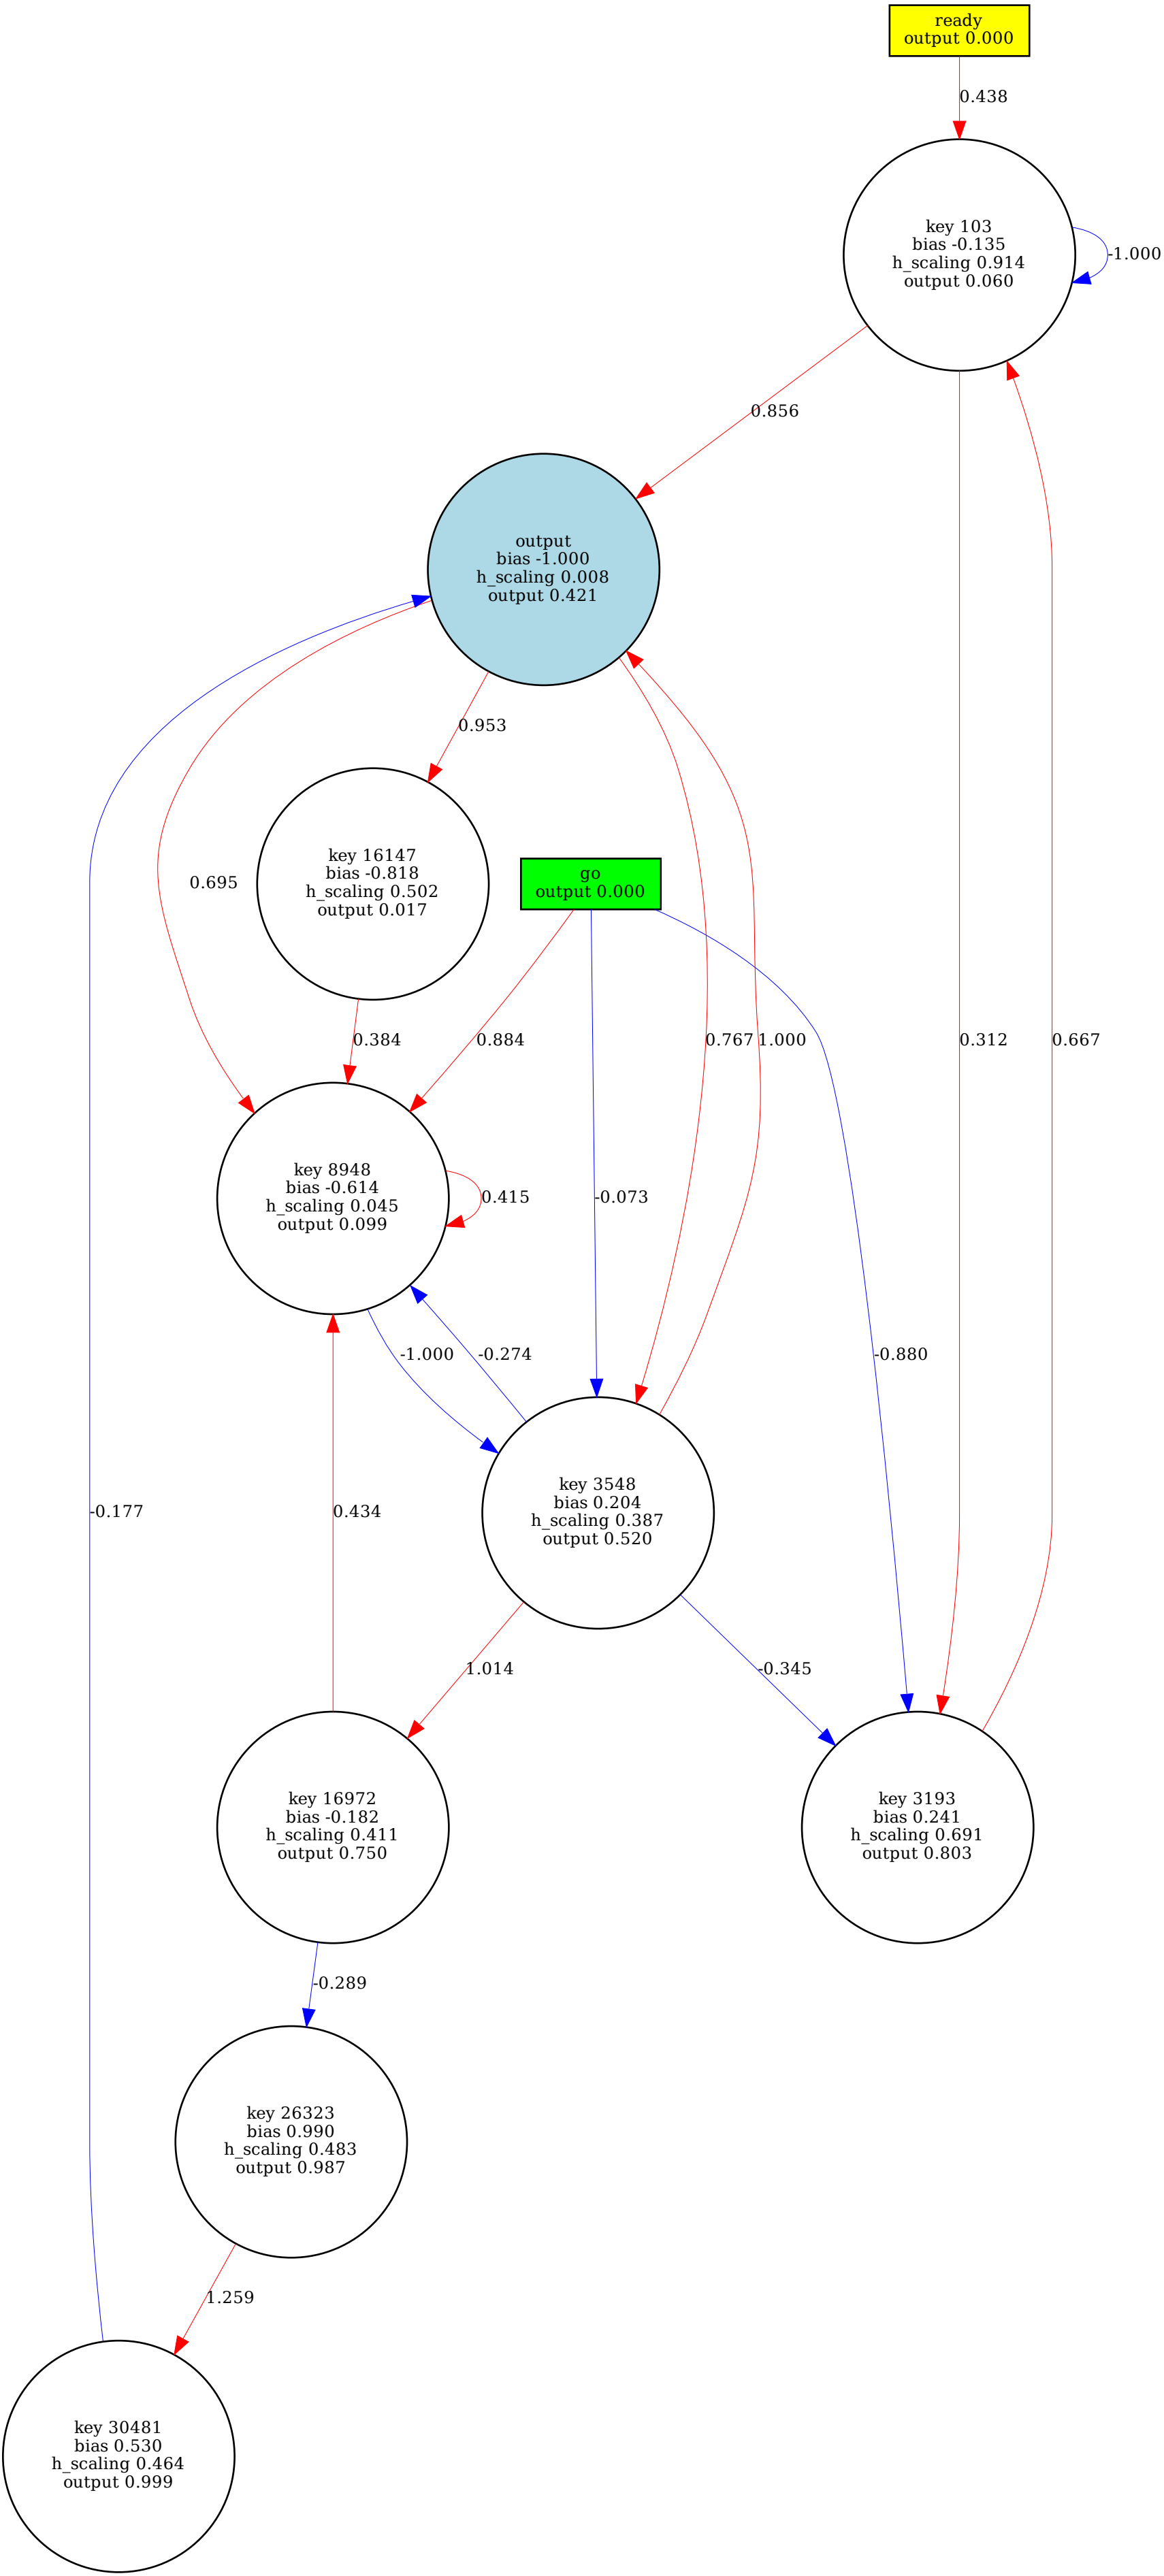 ready
output 0.000
0.438
key 103
bias -0.135
h_scaling 0.914
output 0.060
-1.000
0.856
output
bias -1.000
h_scaling 0.008
output 0.421
0.953
key 16147
bias -0.818
h_scaling 0.502
output 0.017
go
output 0.000
0.695
0.384
0.884
0.767
1.000
0.312
0.667
key 8948
bias -0.614
h_scaling 0.045
output 0.099
0.415
-0.073
-1.000
-0.274
-0.880
key 3548
bias 0.204
h_scaling 0.387
output 0.520
-0.177
0.434
1.014
-0.345
key 16972
bias -0.182
h_scaling 0.411
output 0.750
key 3193
bias 0.241
h_scaling 0.691
output 0.803
-0.289
key 26323
bias 0.990
h_scaling 0.483
output 0.987
1.259
key 30481
bias 0.530
h_scaling 0.464
output 0.999